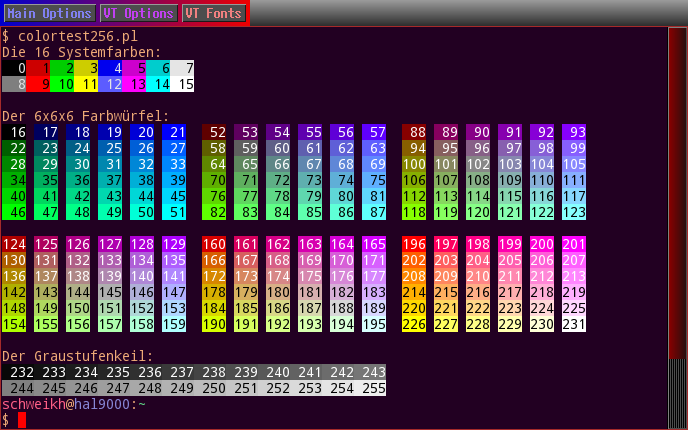 Main Options VT Options VT Fonts
$ colortest256.pl
Die 16 Systemfarben:
0 1 2 3 4 5 6 7
8 9 10 11 12 13 14 15
Der 6x6x6 Farbwürfel:
16 17 18 19 20 21 52 53 54 55 56 57 88 89 90 91 92 93
22 23 24 25 26 27 58 59 60 61 62 63 94 95 96 97 98 99
28 29 30 31 32 33 64 65 66 67 68 69 100 101 102 103 104 105
34 35 36 37 38 39 70 71 72 73 74 75 106 107 108 109 110 111
40 41 42 43 44 45 76 77 78 79 80 81 112 113 114 115 116 117
46 47 48 49 50 51 82 83 84 85 86 87 118 119 120 121 122 123
124 125 126 127 128 129 160 161 162 163 164 165 196 197 198 199 200 201
130 131 132 133 134 135 166 167 168 169 170 171 202 203 204 205 206 207
136 137 138 139 140 141 172 173 174 175 176 177 208 209 210 211 212 213
142 143 144 145 146 147 178 179 180 181 182 183 214 215 216 217 218 219
148 149 150 151 152 153 184 185 186 187 188 189 220 221 222 223 224 225
154 155 156 157 158 159 190 191 192 193 194 195 226 227 228 229 230 231
Der Graustufenkeil:
232 233 234 235 236 237 238 239 240 241 242 243
244 245 246 247 248 249 250 251 252 253 254 255
schweikh@hal9000:~
$